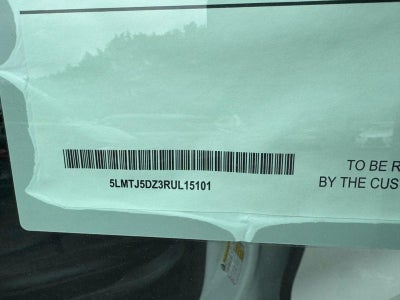 5LMTJ5DZ3RUL15101
TO BE R
BY THE CUS